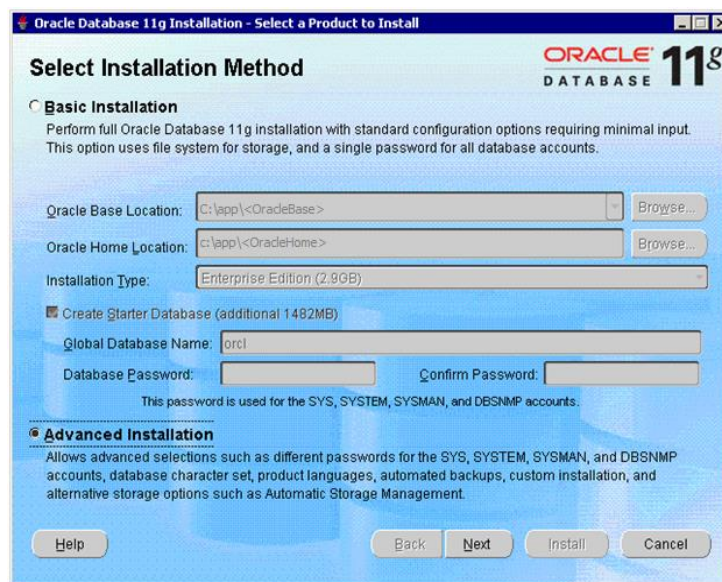 Oracle Database 11g Installation - Select a Product to Install
Select Installation Method
ORACLE
DATABASE 11g
Basic Installation
Perform full Oracle Database 11g installation with standard configuration options requiring minimal input.
This option uses file system for storage, and a single password for all database accounts.
Oracle Base Location: C:\app\<OracleBase> Browse...
Oracle Home Location: c:\app\<OracleHome> Browse...
Installation Type: Enterprise Edition (2.9GB)
Create Starter Database (additional 1482MB)
Global Database Name: orcl
Database Password: Confirm Password:
This password is used for the SYS, SYSTEM, SYSMAN, and DBSNMP accounts.
Advanced Installation
Allows advanced selections such as different passwords for the SYS, SYSTEM, SYSMAN, and DBSNMP
accounts, database character set, product languages, automated backups, custom installation, and
alternative storage options such as Automatic Storage Management.
Help Back Next Install Cancel